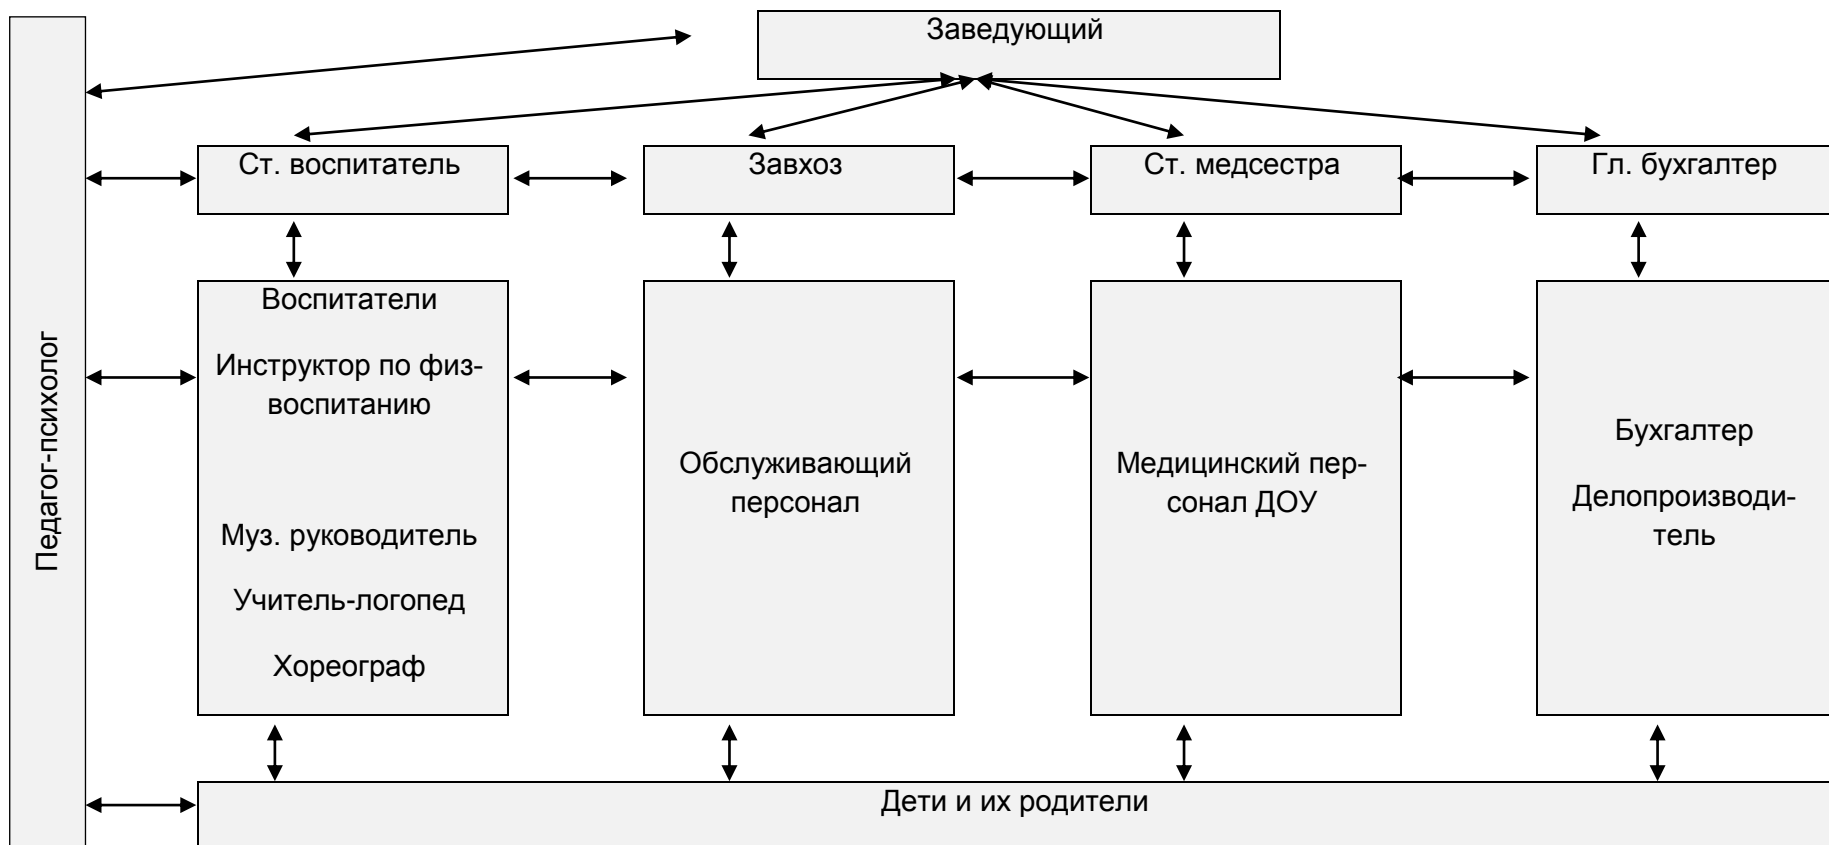 Заведующий
Ст. воспитатель
Завхоз
Ст. медсестра
Гл. бухгалтер
Педагог-психолог
Воспитатели
Инструктор по физ-
воспитанию
Муз. руководитель
Учитель-логопед
Хореограф
Обслуживающий
персонал
Медицинский пер-
сонал ДОУ
Бухгалтер
Делопроизводи-
тель
Дети и их родители